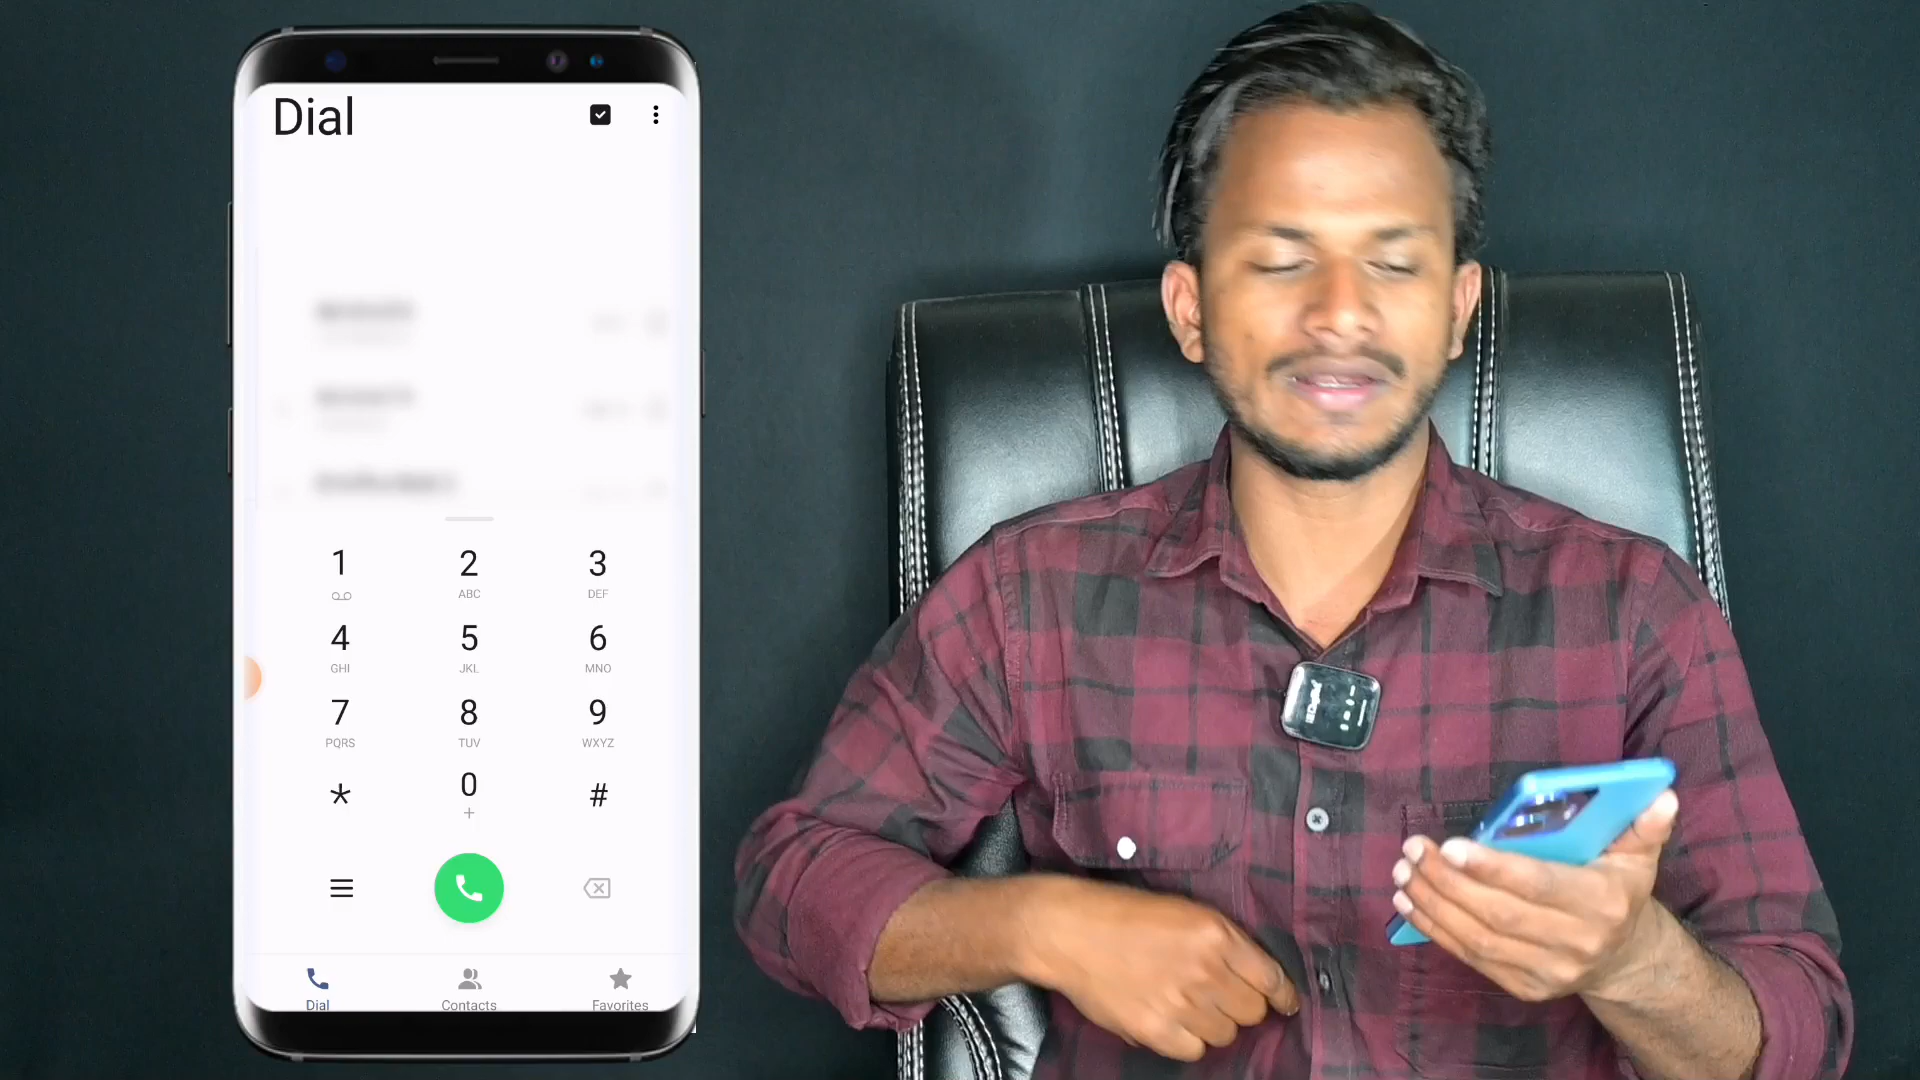 Dial
1
2
ABC
3
DEF
4
GHI
5
JKL
6
MNO
7
PQRS
8
TUV
9
WXYZ
*
0
+
#
Dial
Contacts
Favorites